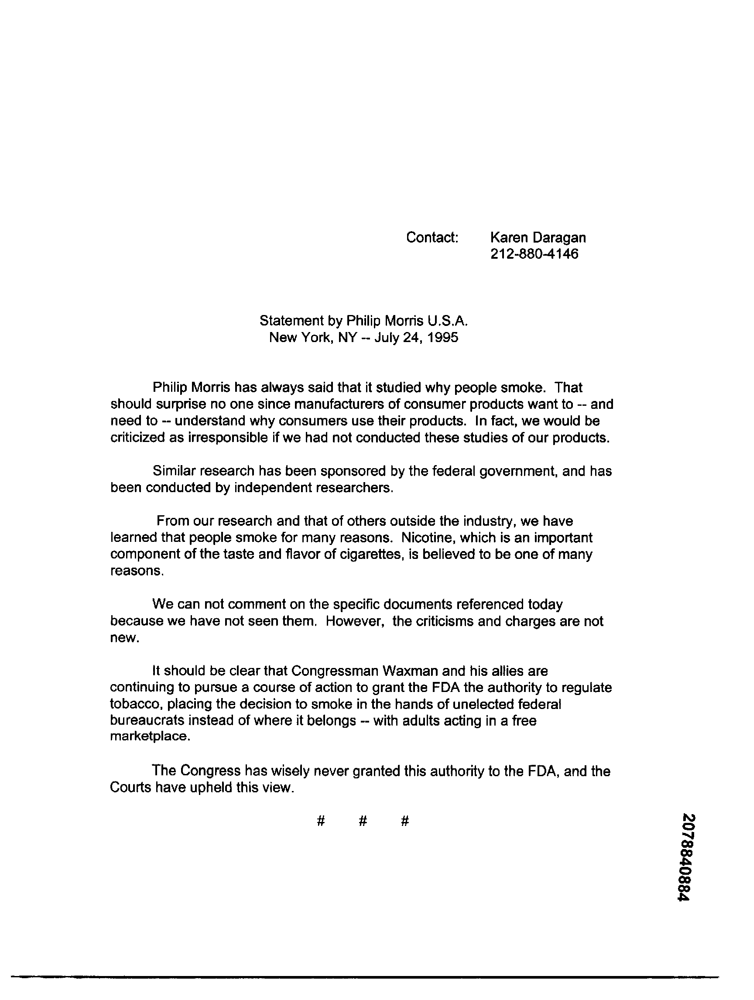 Contact: Karen Daragan
212-880-4146
Statement by Philip Morris U.S.A.
New York, NY -- July 24, 1995
Philip Morris has always said that it studied why people smoke. That
should surprise no one since manufacturers of consumer products want to -- and
need to -- understand why consumers use their products. In fact, we would be
criticized as irresponsible if we had not conducted these studies of our products.
Similar research has been sponsored by the federal government, and has
been conducted by independent researchers.
From our research and that of others outside the industry, we have
learned that people smoke for many reasons. Nicotine, which is an important
component of the taste and flavor of cigarettes, is believed to be one of many
reasons.
We can not comment on the specific documents referenced today
because we have not seen them. However, the criticisms and charges are not
new.
It should be clear that Congressman Waxman and his allies are
continuing to pursue a course of action to grant the FDA the authority to regulate
tobacco, placing the decision to smoke in the hands of unelected federal
bureaucrats instead of where it belongs -- with adults acting in a free
marketplace.
The Congress has wisely never granted this authority to the FDA, and the
Courts have upheld this view.
# # #
2078840884